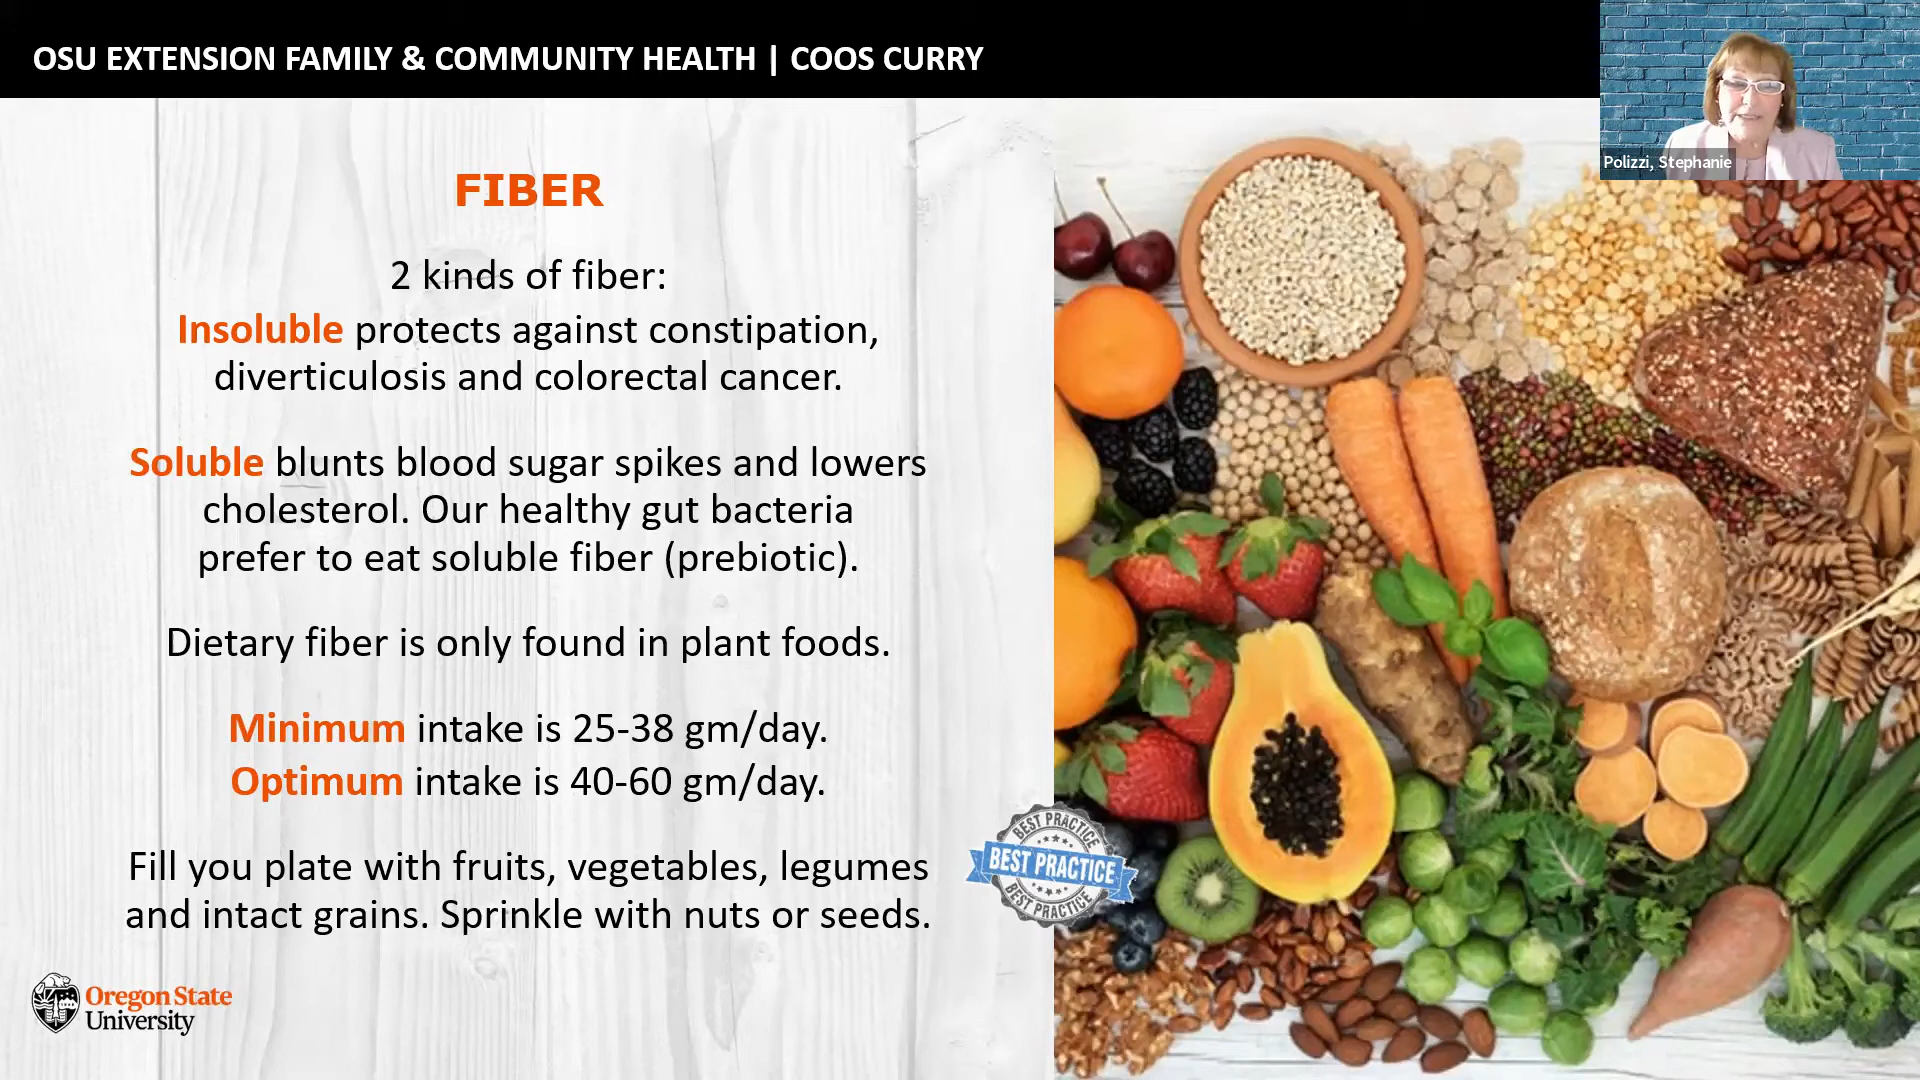 OSU EXTENSION FAMILY & COMMUNITY HEALTH | COOS CURRY
Polizzi, Stephanie
FIBER
2 kinds of fiber:
Insoluble protects against constipation,
diverticulosis and colorectal cancer.
Soluble blunts blood sugar spikes and lowers
cholesterol. Our healthy gut bacteria
prefer to eat soluble fiber (prebiotic).
Dietary fiber is only found in plant foods.
Minimum intake is 25-38 gm/day.
Optimum intake is 40-60 gm/day.
Fill you plate with fruits, vegetables, legumes
and intact grains. Sprinkle with nuts or seeds.
BEST PRACTICE
BEST PRACTICE
BEST PRACTICE
Oregon State
University